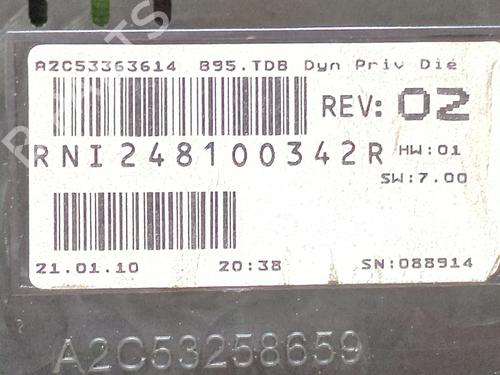 A2C53363614 B95.TDB Dyn Priv Dié
REV: 02
RNI248100342R HW:01
SW:7.00
21.01.10 20:38 SN:088914
A2C53258659